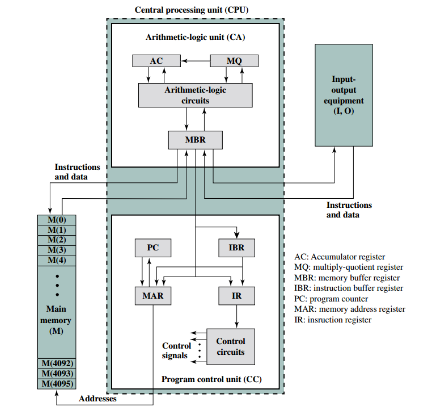 Central processing unit (CPU)
Arithmetic-logic unit (CA)
AC
MQ
Arithmetic-logic
circuits
MBR
Input-
output
equipment
(I, O)
Instructions
and data
Instructions
and data
M(0)
M(1)
M(2)
M(3)
M(4)
Main
memory
(M)
M(4092)
M(4093)
M(4095)
PC
IBR
MAR
IR
Control
signals
Control
circuits
Program control unit (CC)
Addresses
AC: Accumulator register
MQ: multiply-quotient register
MBR: memory buffer register
IBR: instruction buffer register
PC: program counter
MAR: memory address register
IR: insruction register